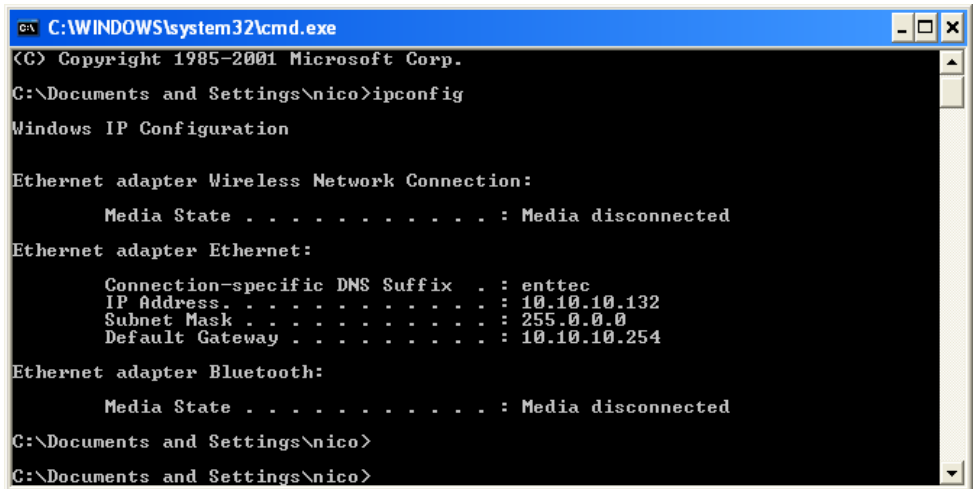 C:\WINDOWS\system32\cmd.exe
(C) Copyright 1985-2001 Microsoft Corp.
C:\Documents and Settings\nico>ipconfig
Windows IP Configuration
Ethernet adapter Wireless Network Connection:
Media State . . . . . . . . . . . : Media disconnected
Ethernet adapter Ethernet:
Connection-specific DNS Suffix  . : enttec
IP Address. . . . . . . . . . . . : 10.10.10.132
Subnet Mask . . . . . . . . . . . : 255.0.0.0
Default Gateway . . . . . . . . . : 10.10.10.254
Ethernet adapter Bluetooth:
Media State . . . . . . . . . . . : Media disconnected
C:\Documents and Settings\nico>
C:\Documents and Settings\nico>